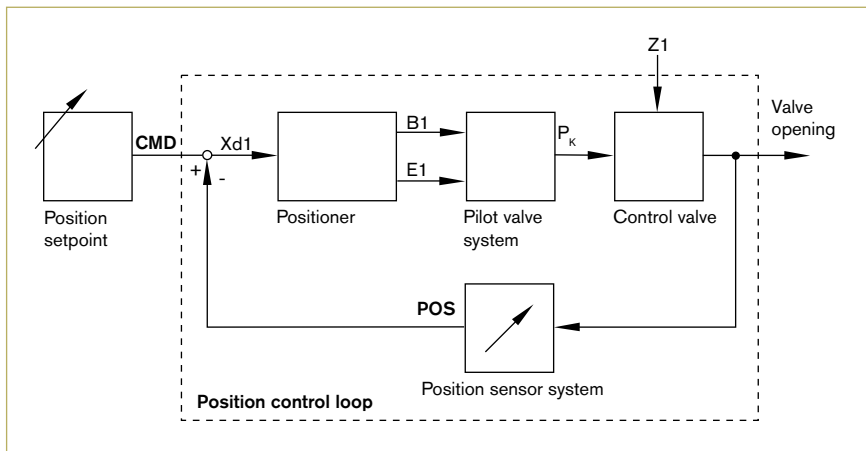 Z1
Valve
opening
CMD
Xd1
B1
P_K
E1
+
-
Position
setpoint
Positioner
Pilot valve
system
Control valve
POS
Position sensor system
Position control loop